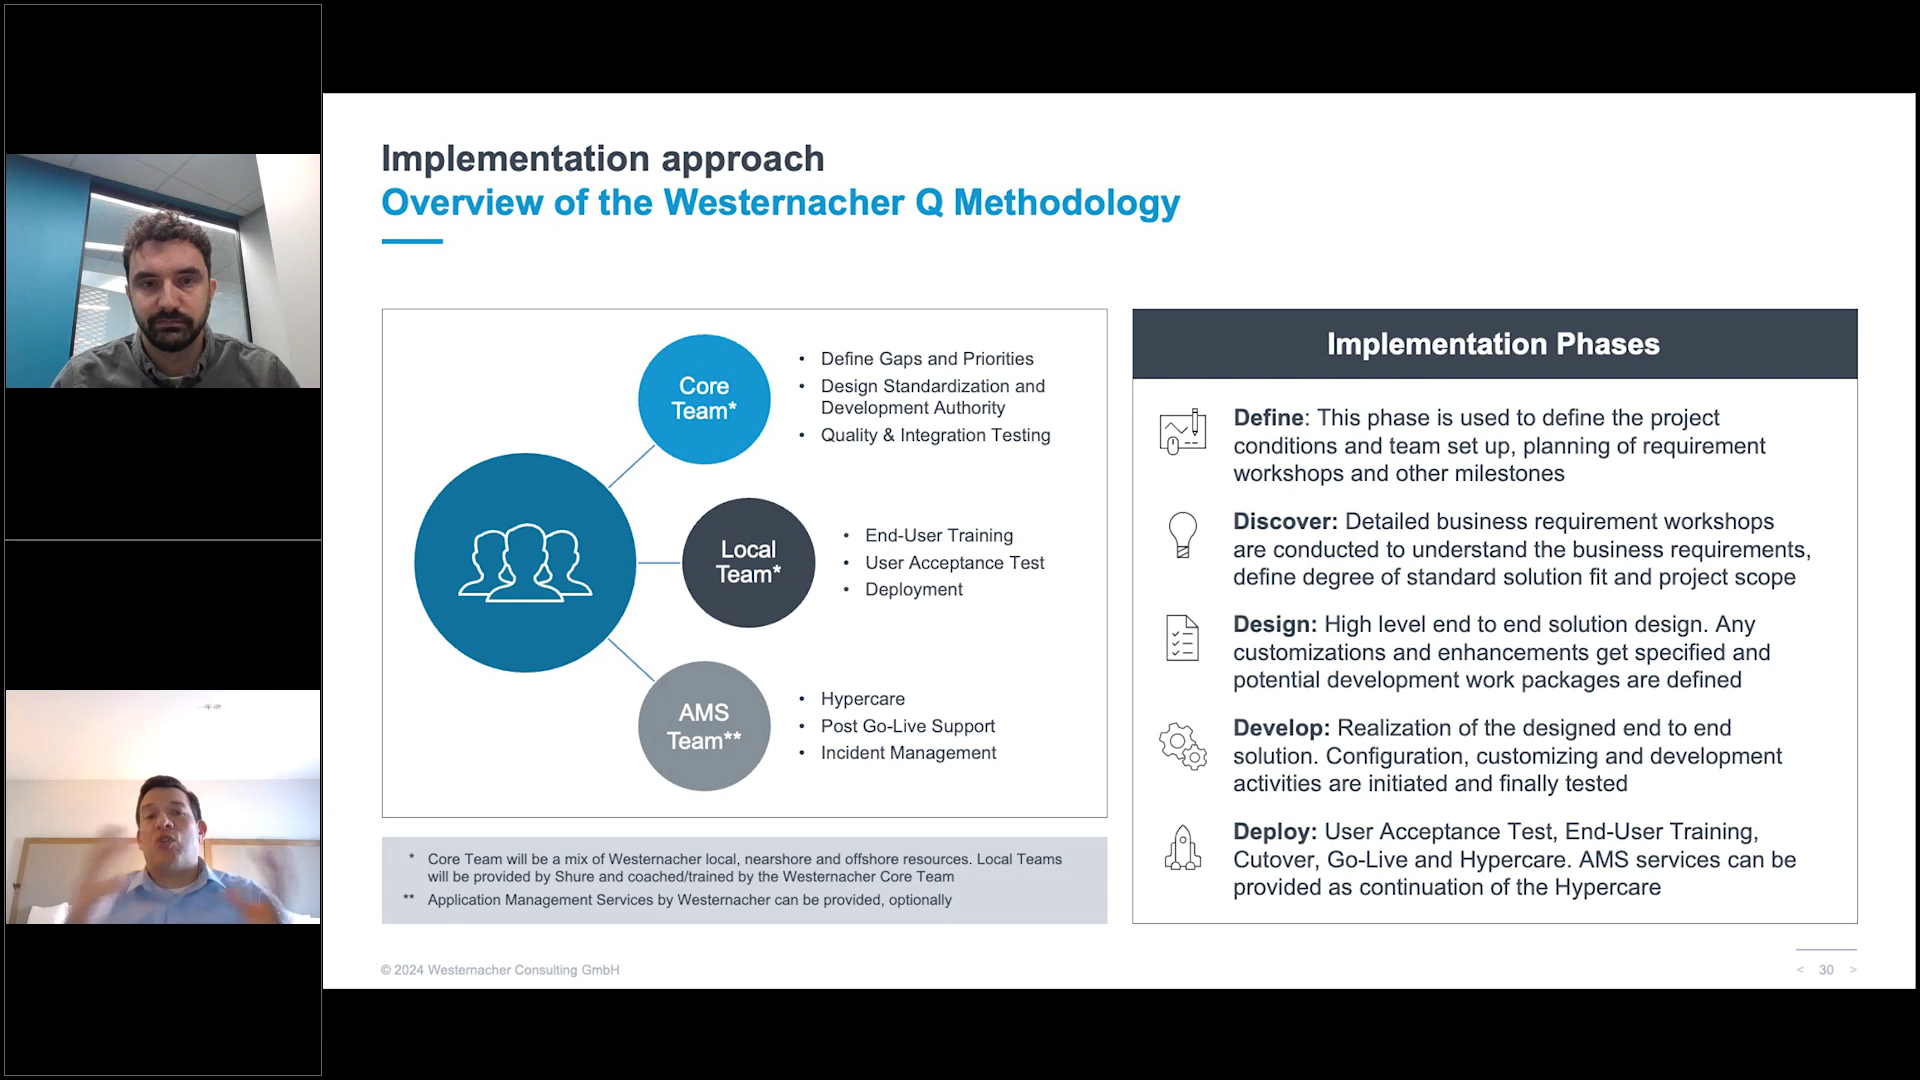 Implementation approach
Overview of the Westernacher Q Methodology
Core
Team*
• Define Gaps and Priorities
• Design Standardization and
Development Authority
• Quality & Integration Testing
Local
Team*
• End-User Training
• User Acceptance Test
• Deployment
AMS
Team**
• Hypercare
• Post Go-Live Support
• Incident Management
* Core Team will be a mix of Westernacher local, nearshore and offshore resources. Local Teams
will be provided by Shure and coached/trained by the Westernacher Core Team
** Application Management Services by Westernacher can be provided, optionally
Implementation Phases
Define: This phase is used to define the project
conditions and team set up, planning of requirement
workshops and other milestones
Discover: Detailed business requirement workshops
are conducted to understand the business requirements,
define degree of standard solution fit and project scope
Design: High level end to end solution design. Any
customizations and enhancements get specified and
potential development work packages are defined
Develop: Realization of the designed end to end
solution. Configuration, customizing and development
activities are initiated and finally tested
Deploy: User Acceptance Test, End-User Training,
Cutover, Go-Live and Hypercare. AMS services can be
provided as continuation of the Hypercare
© 2024 Westernacher Consulting GmbH
< 30 >